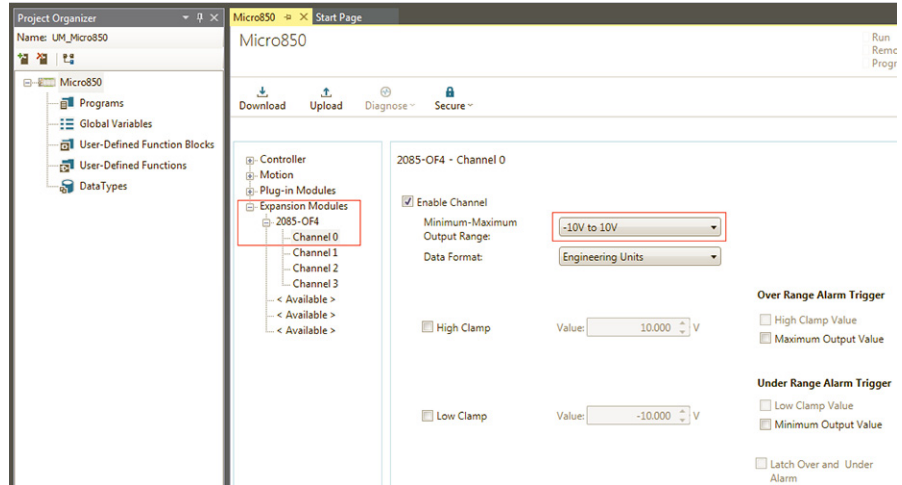 Project Organizer
Name: UM_Micro850
Micro850
Programs
Global Variables
User-Defined Function Blocks
User-Defined Functions
DataTypes
Micro850
Start Page
Micro850
Run
Remo
Progr
Download
Upload
Diagnose
Secure
Controller
Motion
Plug-in Modules
Expansion Modules
2085-OF4
Channel 0
Channel 1
Channel 2
Channel 3
< Available >
< Available >
< Available >
2085-OF4 - Channel 0
Enable Channel
Minimum-Maximum
Output Range:
-10V to 10V
Data Format:
Engineering Units
High Clamp
Value:
10.000
V
Low Clamp
Value:
-10.000
V
Over Range Alarm Trigger
High Clamp Value
Maximum Output Value
Under Range Alarm Trigger
Low Clamp Value
Minimum Output Value
Latch Over and Under
Alarm